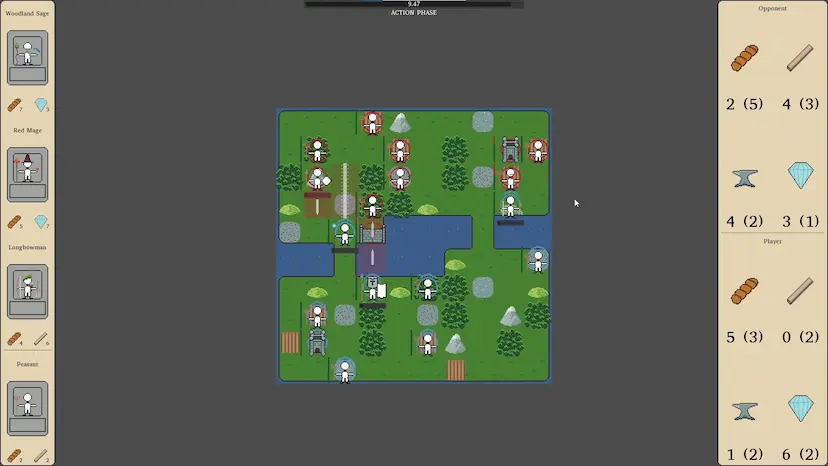 Woodland Sage
7 3
Red Mage
5 7
Longbowman
4 6
Peasant
2 2
9.47
ACTION PHASE
Opponent
2 (5) 4 (3)
4 (2) 3 (1)
Player
5 (3) 0 (2)
1 (2) 6 (2)